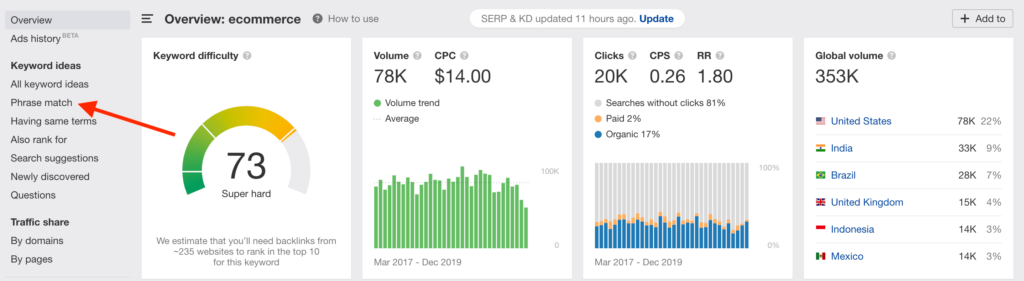 Overview
Ads history BETA
Keyword ideas
All keyword ideas
Phrase match
Having same terms
Also rank for
Search suggestions
Newly discovered
Questions
Traffic share
By domains
By pages
Overview: ecommerce ? How to use
SERP & KD updated 11 hours ago. Update
+ Add to
Keyword difficulty ?
73
Super hard
We estimate that you'll need backlinks from
~235 websites to rank in the top 10
for this keyword
Volume ? CPC ?
78K $14.00
Volume trend
Average
100K
0
Mar 2017 - Dec 2019
Clicks ? CPS ? RR ?
20K 0.26 1.80
Searches without clicks 81%
Paid 2%
Organic 17%
100%
0%
Mar 2017 - Dec 2019
Global volume ?
353K
United States 78K 22%
India 33K 9%
Brazil 28K 7%
United Kingdom 15K 4%
Indonesia 14K 3%
Mexico 14K 3%